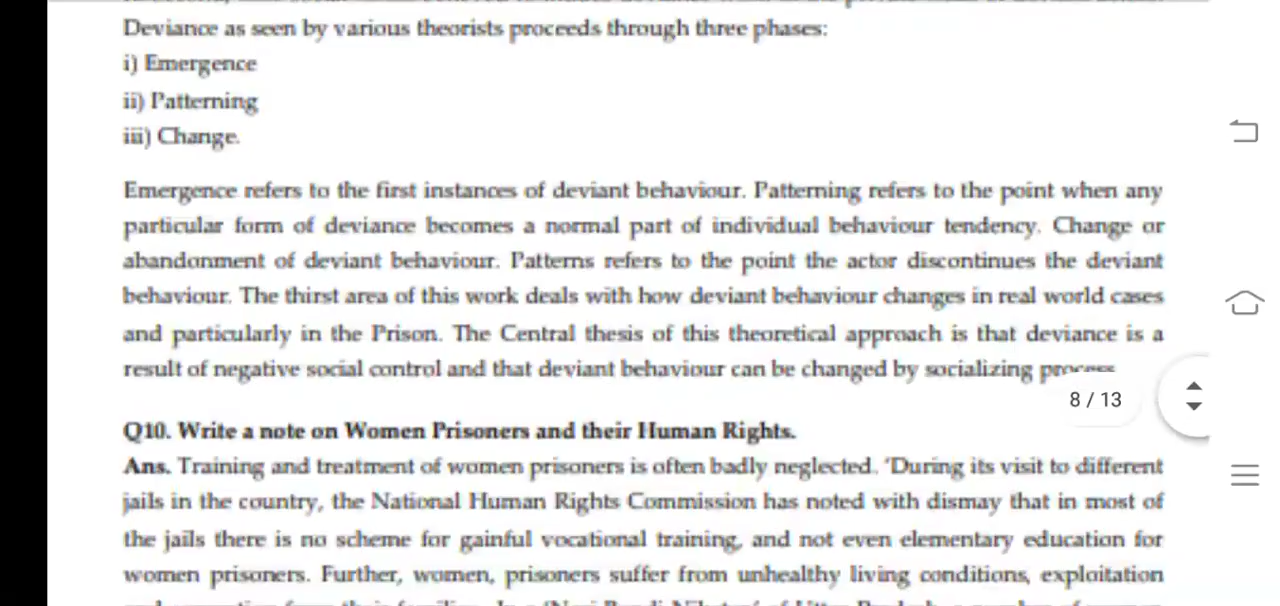 Deviance as seen by various theorists proceeds through three phases:
i) Emergence
ii) Patterning
iii) Change.
Emergence refers to the first instances of deviant behaviour. Patterning refers to the point when any
particular form of deviance becomes a normal part of individual behaviour tendency. Change or
abandonment of deviant behaviour. Patterns refers to the point the actor discontinues the deviant
behaviour. The thirst area of this work deals with how deviant behaviour changes in real world cases
and particularly in the Prison. The Central thesis of this theoretical approach is that deviance is a
result of negative social control and that deviant behaviour can be changed by socializing process
8 / 13
Q10. Write a note on Women Prisoners and their Human Rights.
Ans. Training and treatment of women prisoners is often badly neglected. 'During its visit to different
jails in the country, the National Human Rights Commission has noted with dismay that in most of
the jails there is no scheme for gainful vocational training, and not even elementary education for
women prisoners. Further, women, prisoners suffer from unhealthy living conditions, exploitation